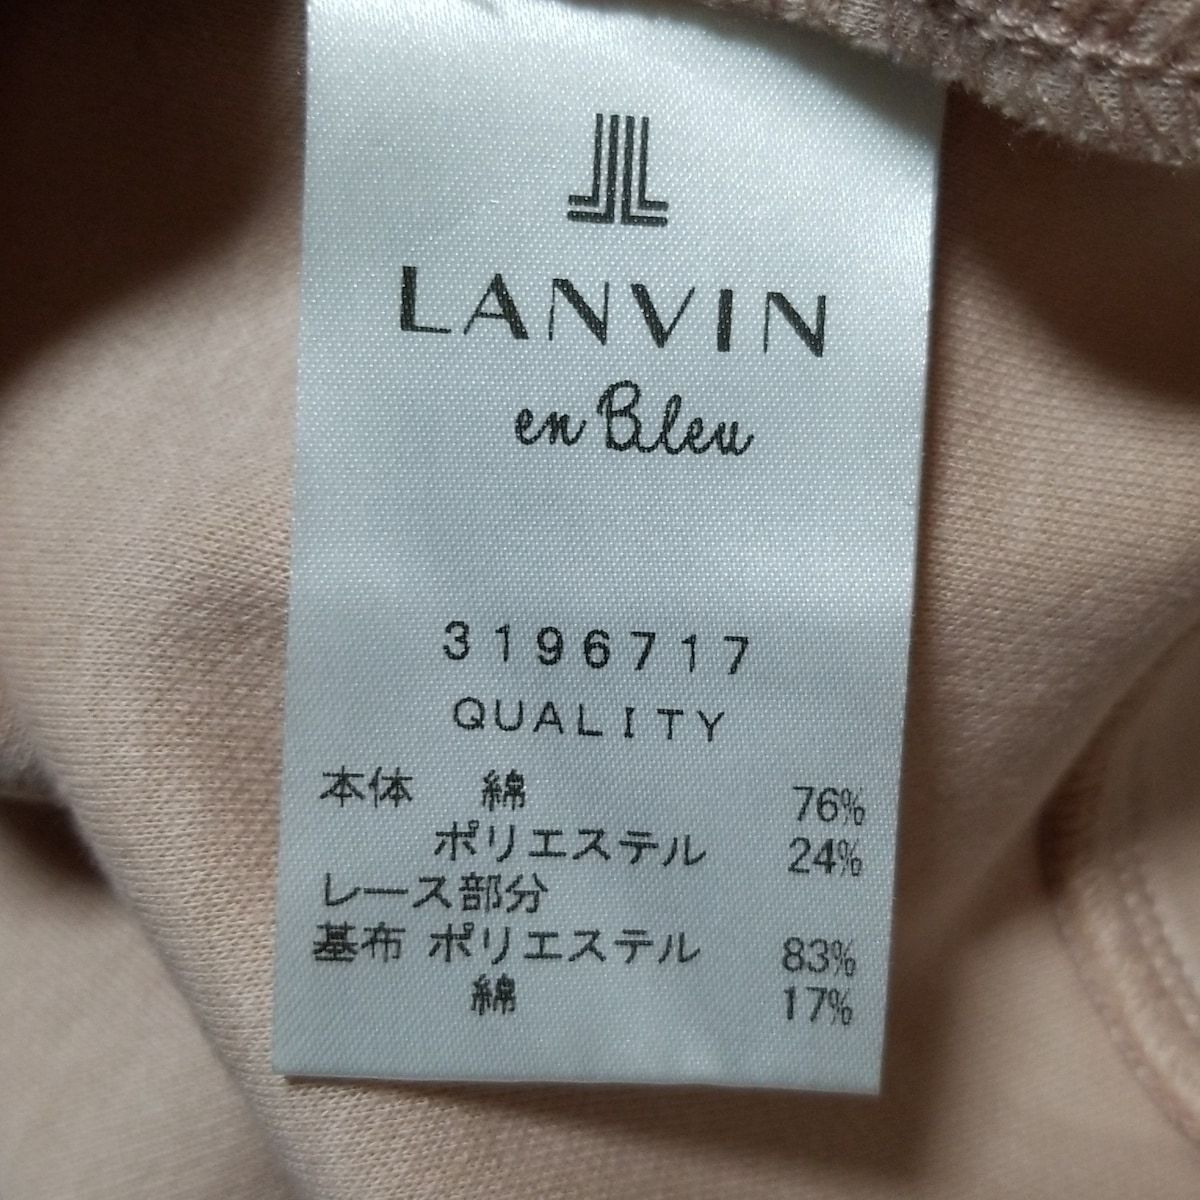 LANVIN
en Bleu
3196717
QUALITY
本体 綿 76%
ポリエステル 24%
レース部分
基布 ポリエステル 83%
綿 17%